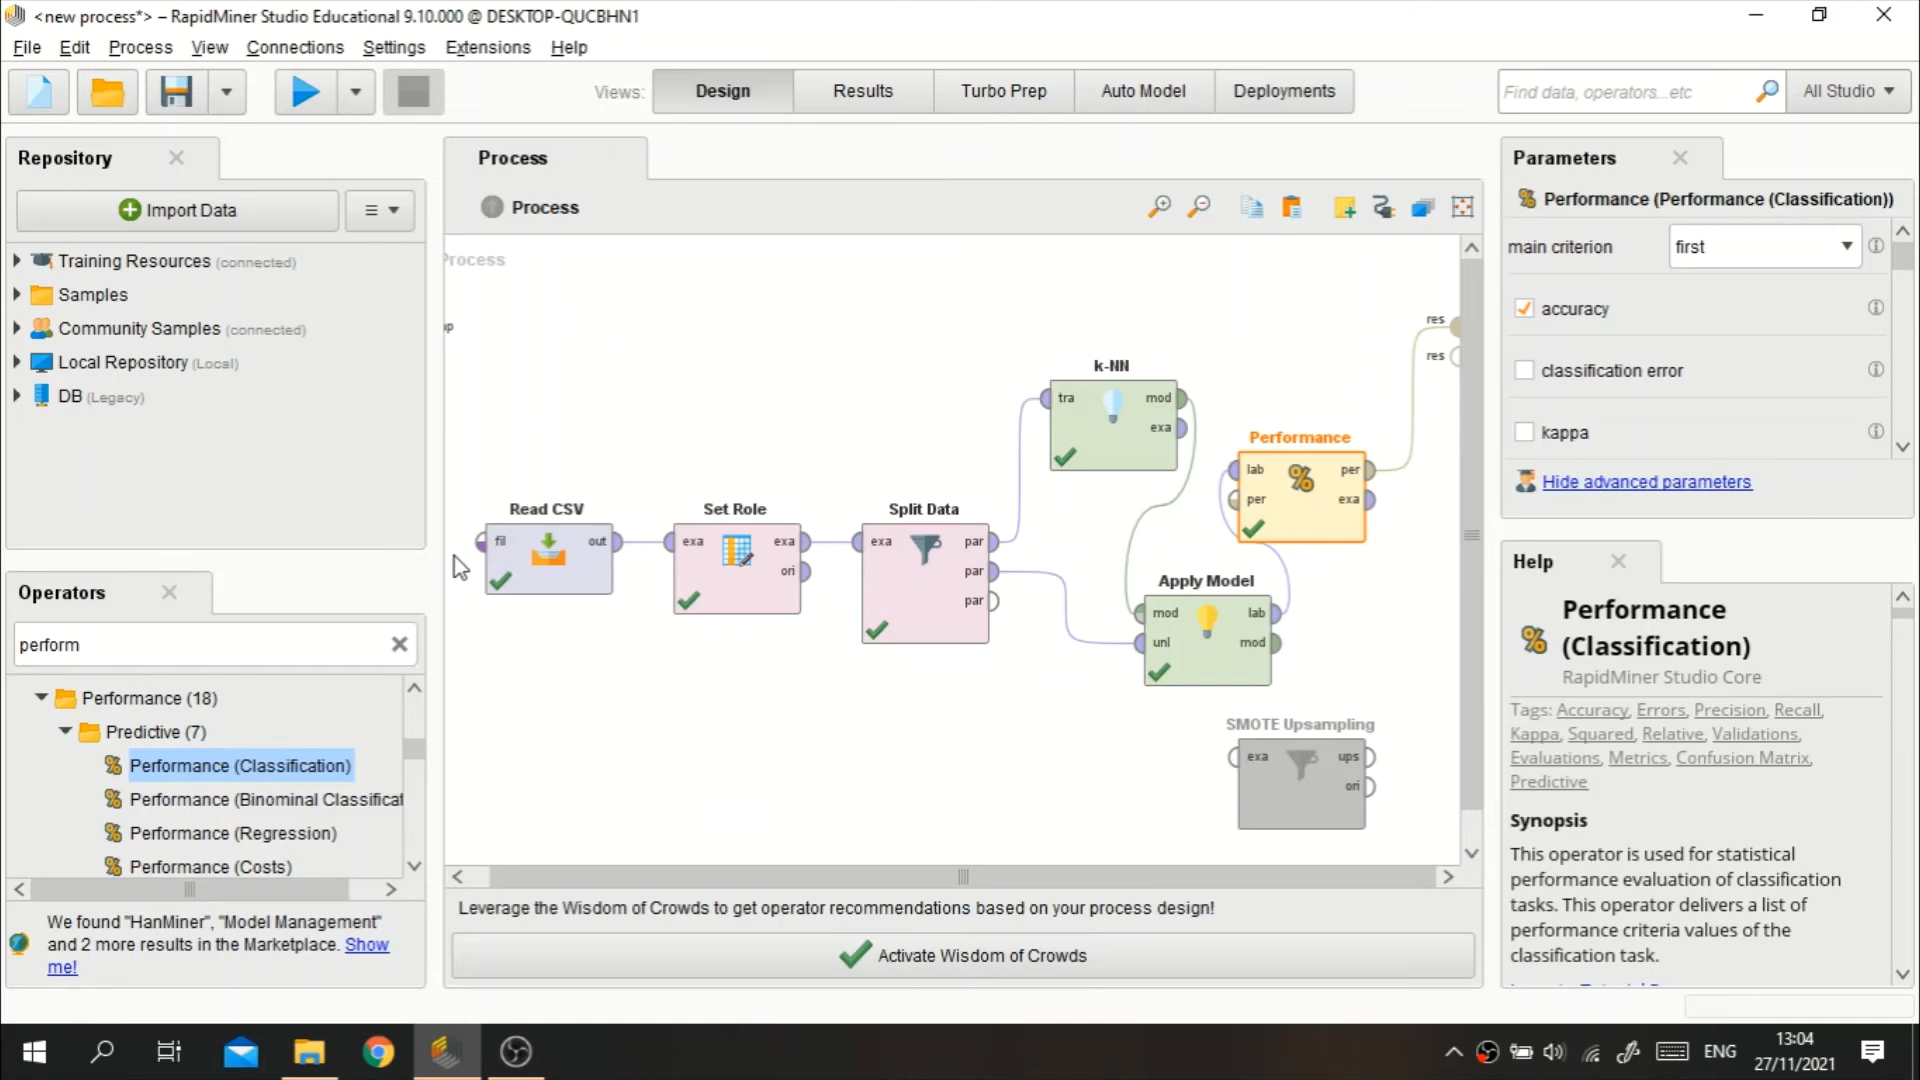 <new process*> – RapidMiner Studio Educational 9.10.000 @ DESKTOP-QUCBHN1
File Edit Process View Connections Settings Extensions Help
Views: Design Results Turbo Prep Auto Model Deployments
Find data, operators...etc
All Studio
Repository
Import Data
Training Resources (connected)
Samples
Community Samples (connected)
Local Repository (Local)
DB (Legacy)
Operators
perform
Performance (18)
Predictive (7)
Performance (Classification)
Performance (Binominal Classificat
Performance (Regression)
Performance (Costs)
We found "HanMiner", "Model Management"
and 2 more results in the Marketplace. Show
me!
Process
Process
Process
p
res
res
k-NN
tra mod
exa
Performance
lab per
per exa
Read CSV
fil out
Set Role
exa exa
ori
Split Data
exa par
par
par
Apply Model
mod lab
unl mod
SMOTE Upsampling
exa ups
ori
Leverage the Wisdom of Crowds to get operator recommendations based on your process design!
Activate Wisdom of Crowds
Parameters
Performance (Performance (Classification))
main criterion first
accuracy
classification error
kappa
Hide advanced parameters
Help
Performance
(Classification)
RapidMiner Studio Core
Tags: Accuracy, Errors, Precision, Recall,
Kappa, Squared, Relative, Validations,
Evaluations, Metrics, Confusion Matrix,
Predictive
Synopsis
This operator is used for statistical
performance evaluation of classification
tasks. This operator delivers a list of
performance criteria values of the
classification task.
ENG
13:04
27/11/2021